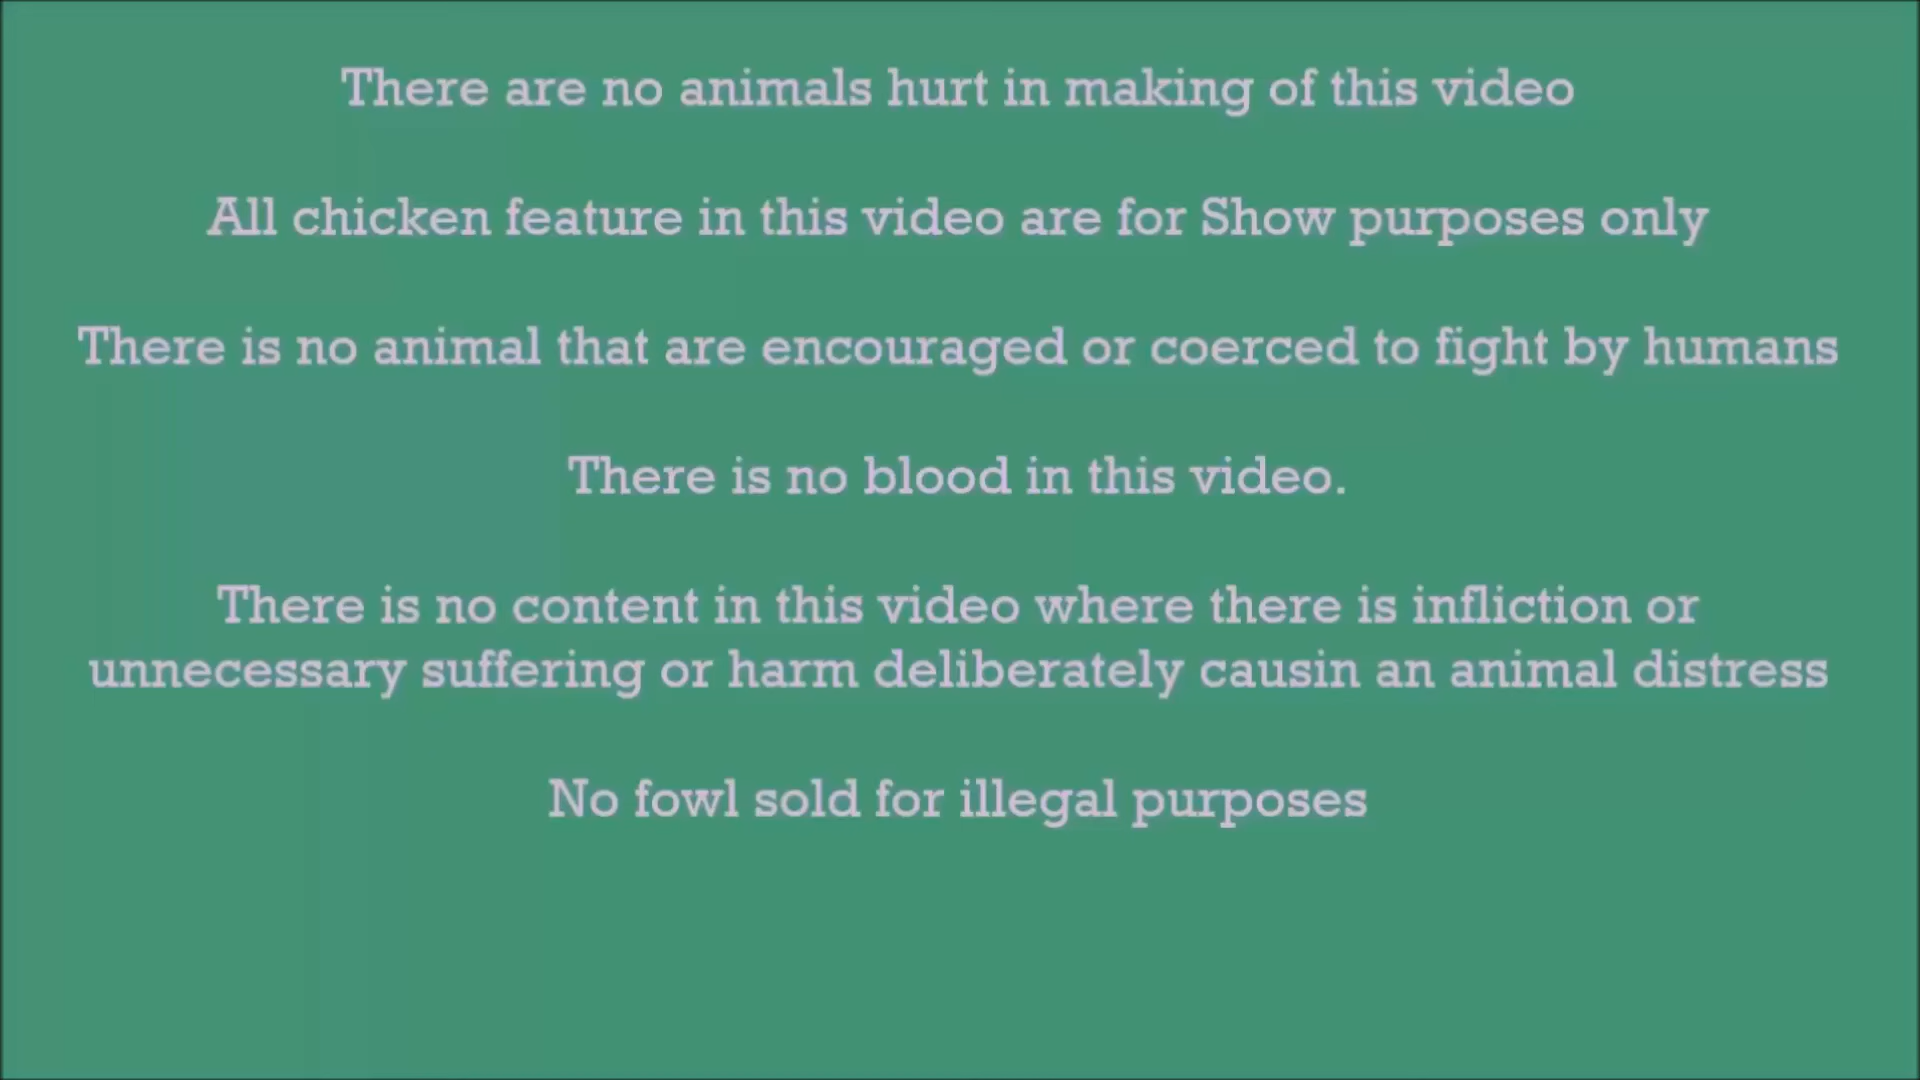 There are no animals hurt in making of this video
All chicken feature in this video are for Show purposes only
There is no animal that are encouraged or coerced to fight by humans
There is no blood in this video.
There is no content in this video where there is infliction or
unnecessary suffering or harm deliberately causin an animal distress
No fowl sold for illegal purposes